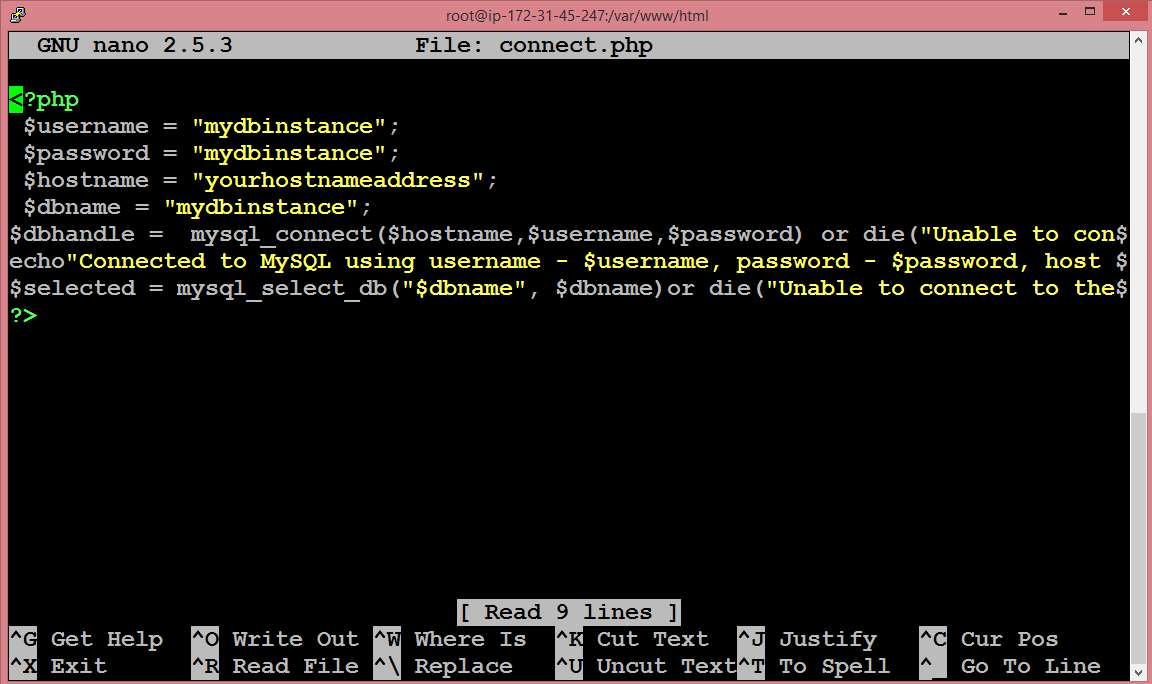 root@ip-172-31-45-247:/var/www/html
GNU nano 2.5.3 File: connect.php
<?php
$username = "mydbinstance";
$password = "mydbinstance";
$hostname = "yourhostnameaddress";
$dbname = "mydbinstance";
$dbhandle =  mysql_connect($hostname,$username,$password) or die("Unable to con$
echo"Connected to MySQL using username - $username, password - $password, host $
$selected = mysql_select_db("$dbname", $dbname)or die("Unable to connect to the$
?>
[ Read 9 lines ]
^G Get Help ^O Write Out ^W Where Is ^K Cut Text ^J Justify ^C Cur Pos
^X Exit ^R Read File ^\ Replace ^U Uncut Text ^T To Spell ^_ Go To Line